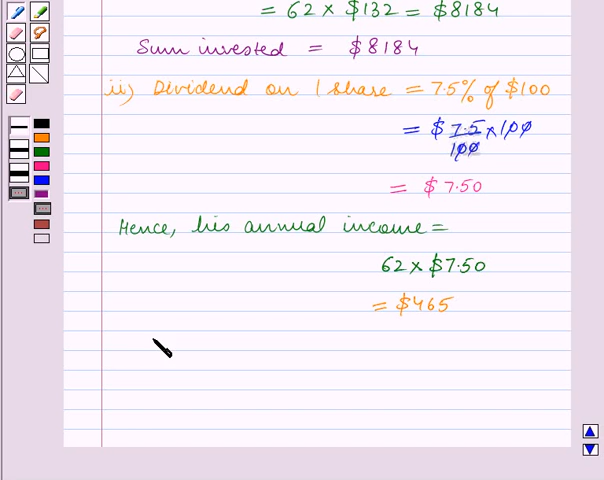 = 62 × $132 = $8184
Sum invested = $8184
ii) Dividend on 1 share = 7.5% of $100
= $ 7.5/100 × 100
= $ 7.50
Hence, his annual income =
62 × $7.50
= $465